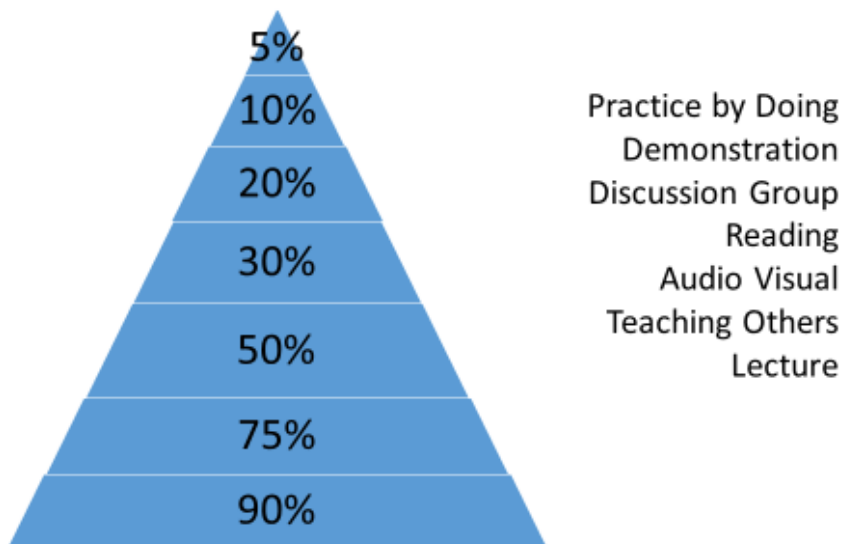 5%
10%
20%
30%
50%
75%
90%
Practice by Doing
Demonstration
Discussion Group
Reading
Audio Visual
Teaching Others
Lecture